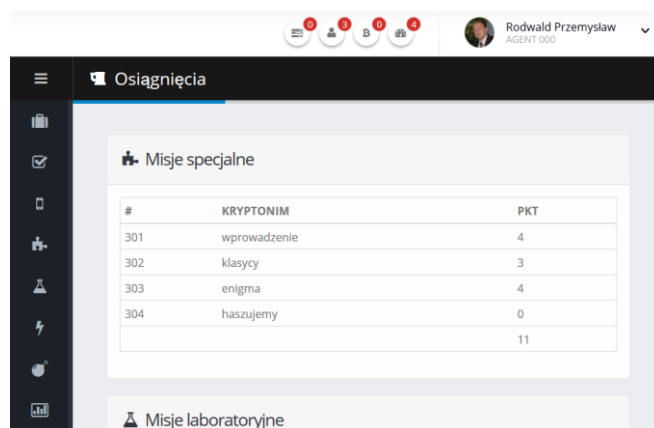 0 3 0 4
Rodwald Przemysław
AGENT 000
Osiągnięcia
Misje specjalne
# KRYPTONIM PKT
301 wprowadzenie 4
302 klasycy 3
303 enigma 4
304 haszujemy 0
11
Misje laboratoryjne